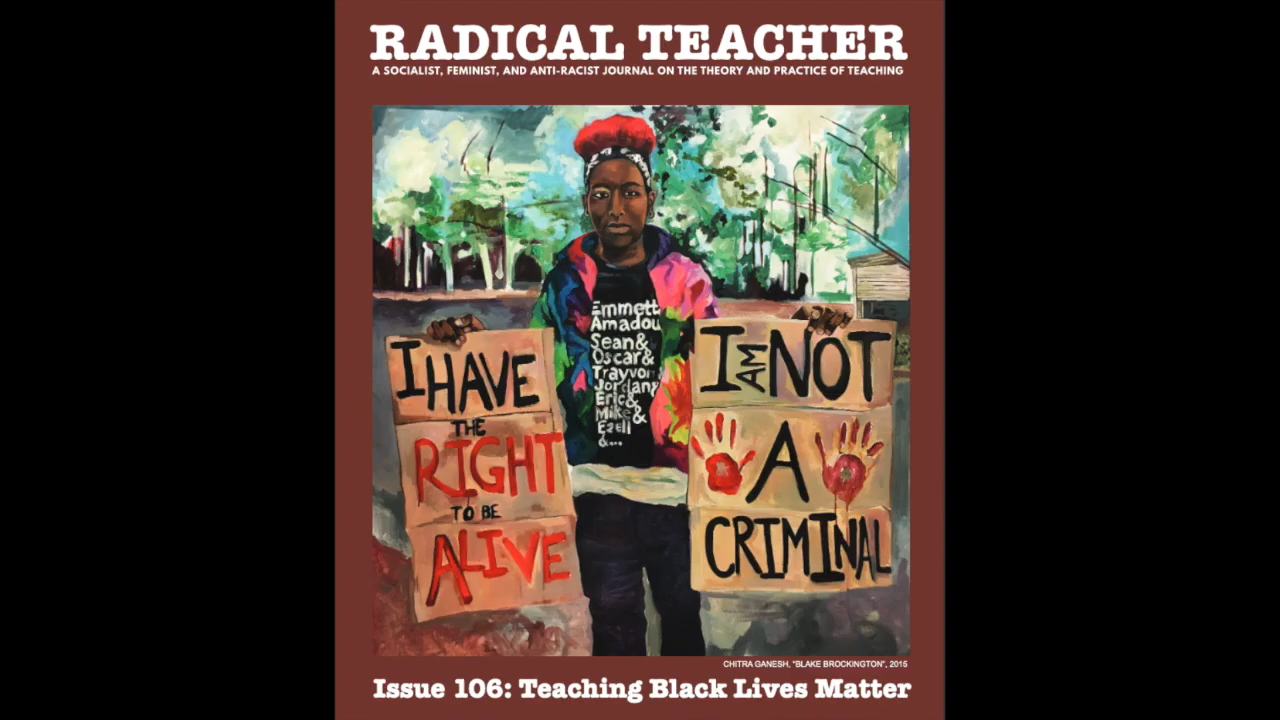 RADICAL TEACHER
A SOCIALIST, FEMINIST, AND ANTI-RACIST JOURNAL ON THE THEORY AND PRACTICE OF TEACHING
Emmett
Amadou
Sean&
Oscar&
Trayvon
Jordan&
Eric&
Mike &
Ezell
&...
I HAVE
THE
RIGHT
TO BE
ALIVE
I AM NOT
A
CRIMINAL
CHITRA GANESH, "BLAKE BROCKINGTON", 2015
Issue 106: Teaching Black Lives Matter